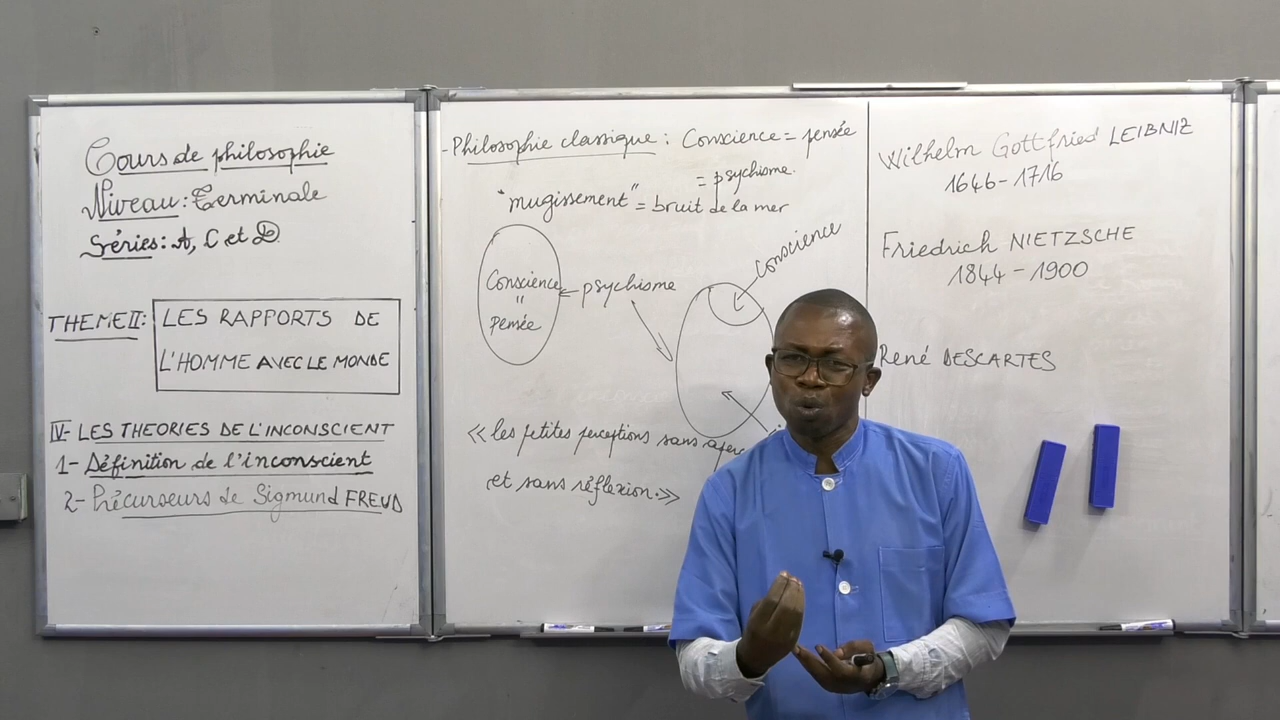 Cours de philosophie
Niveau : Terminale
Séries : A, C et D
THEME II : LES RAPPORTS DE
L'HOMME AVEC LE MONDE
IV- LES THEORIES DE L'INCONSCIENT
1- Définition de l'inconscient
2- Précurseurs de Sigmund FREUD
- Philosophie classique : Conscience = pensée
= psychisme.
"mugissement" = bruit de la mer
Conscience
Conscience
"
pensée
psychisme
« les petites perceptions sans
et sans réflexion. »
Wilhelm Gottfried LEIBNIZ
1646 - 1716
Friedrich NIETZSCHE
1844 - 1900
René DESCARTES